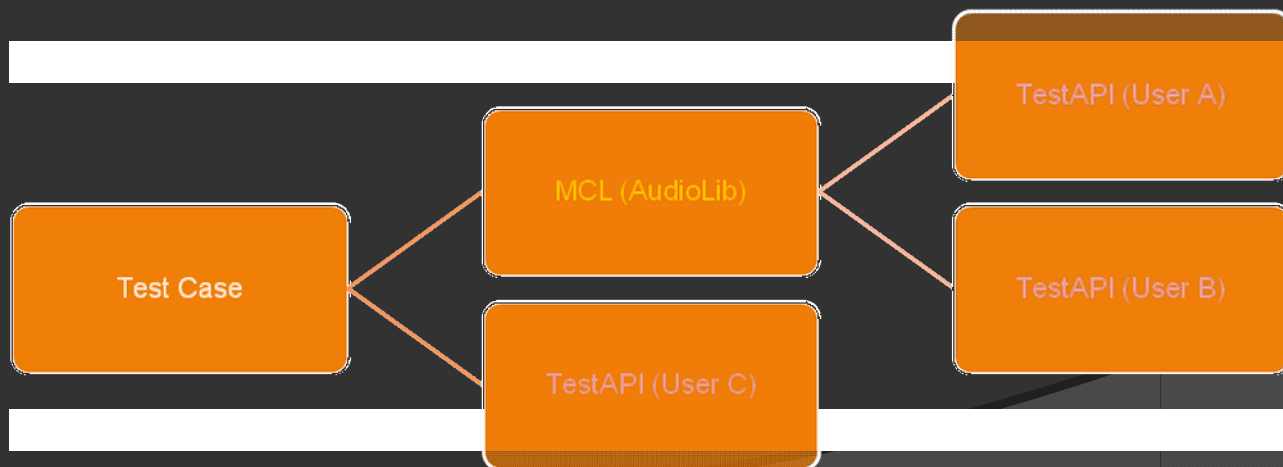 Test Case
MCL (AudioLib)
TestAPI (User C)
TestAPI (User A)
TestAPI (User B)